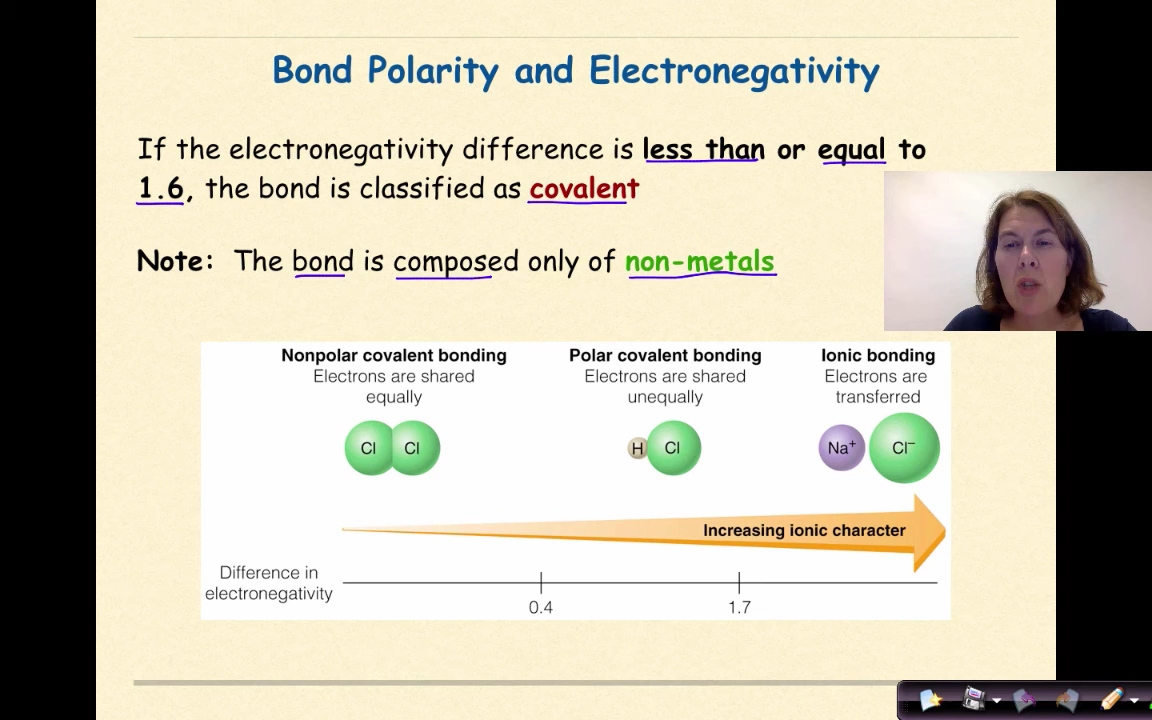 Bond Polarity and Electronegativity
If the electronegativity difference is less than or equal to
1.6, the bond is classified as covalent
Note: The bond is composed only of non-metals
Nonpolar covalent bonding
Electrons are shared
equally
Polar covalent bonding
Electrons are shared
unequally
Ionic bonding
Electrons are
transferred
Cl Cl
H Cl
Na⁺ Cl⁻
Increasing ionic character
Difference in
electronegativity
0.4 1.7